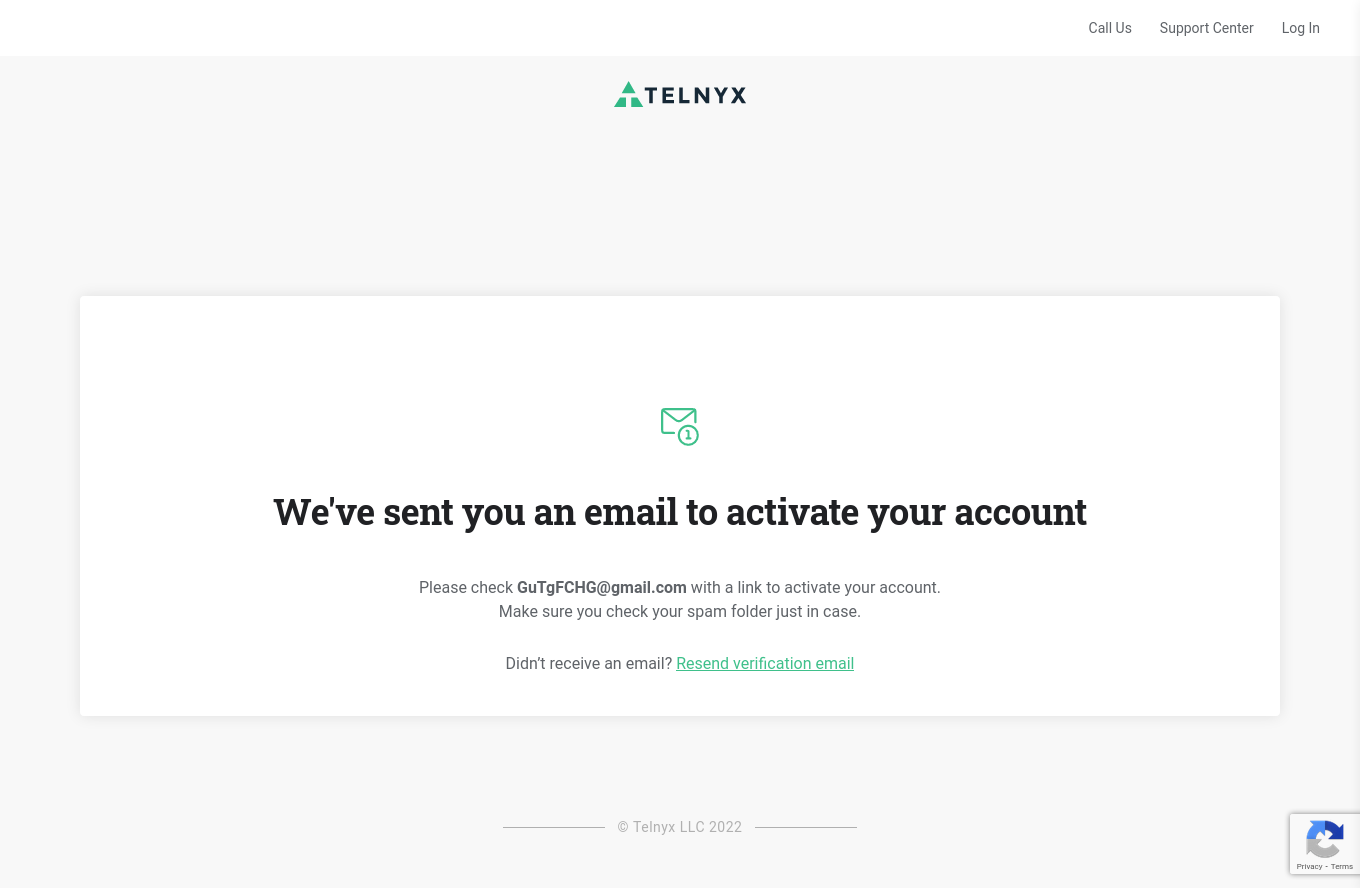 Call Us Support Center Log In
TELNYX
1
We've sent you an email to activate your account
Please check GuTgFCHG@gmail.com with a link to activate your account.
Make sure you check your spam folder just in case.
Didn’t receive an email? Resend verification email
© Telnyx LLC 2022
Privacy - Terms